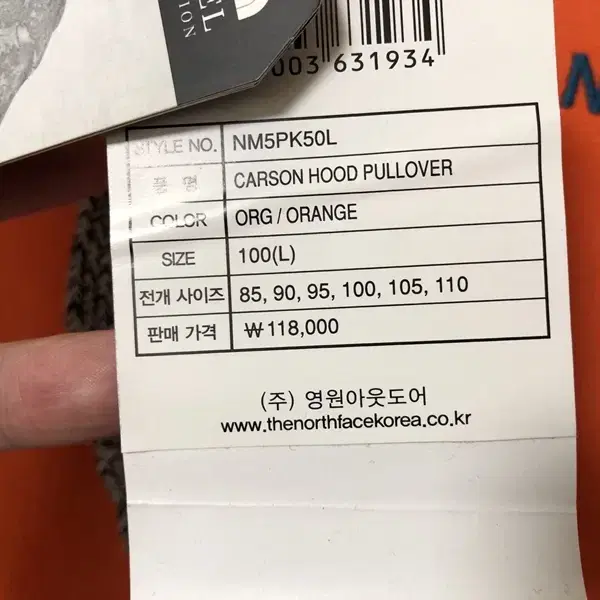 EL
ION
003 631934
STYLE NO. NM5PK50L
품 명 CARSON HOOD PULLOVER
COLOR ORG / ORANGE
SIZE 100(L)
전개 사이즈 85, 90, 95, 100, 105, 110
판매 가격 ₩118,000
(주) 영원아웃도어
www.thenorthfacekorea.co.kr